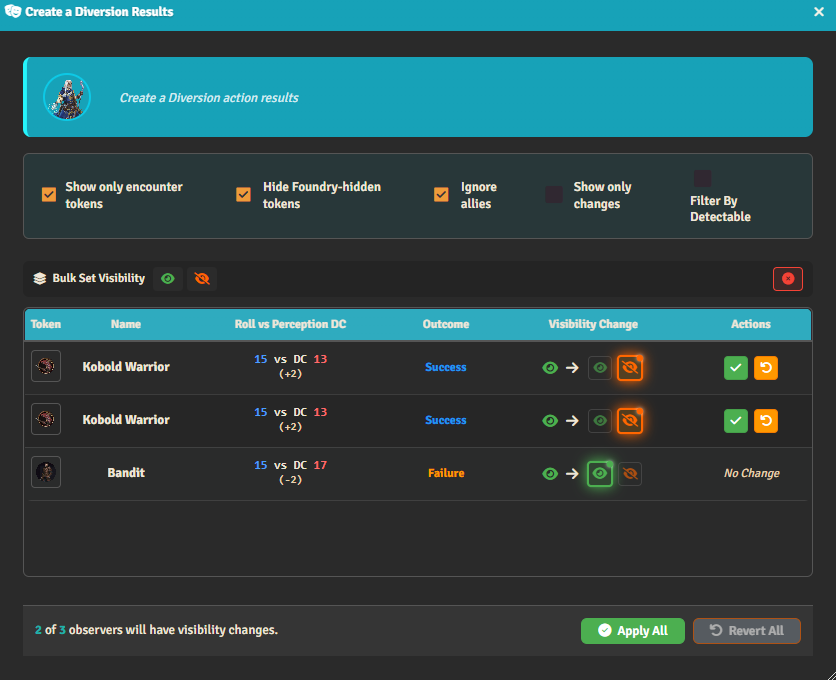 Create a Diversion Results
Create a Diversion action results
Show only encounter
tokens
Hide Foundry-hidden
tokens
Ignore
allies
Show only
changes
Filter By
Detectable
Bulk Set Visibility
Token Name Roll vs Perception DC Outcome Visibility Change Actions
Kobold Warrior 15 vs DC 13 Success
(+2)
Kobold Warrior 15 vs DC 13 Success
(+2)
Bandit 15 vs DC 17 Failure No Change
(-2)
2 of 3 observers will have visibility changes. Apply All Revert All